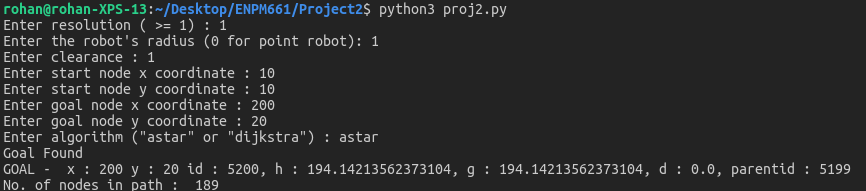 rohan@rohan-XPS-13:~/Desktop/ENPM661/Project2$ python3 proj2.py
Enter resolution ( >= 1) : 1
Enter the robot's radius (0 for point robot): 1
Enter clearance : 1
Enter start node x coordinate : 10
Enter start node y coordinate : 10
Enter goal node x coordinate : 200
Enter goal node y coordinate : 20
Enter algorithm ("astar" or "dijkstra") : astar
Goal Found
GOAL -  x : 200 y : 20 id : 5200, h : 194.14213562373104, g : 194.14213562373104, d : 0.0, parentid : 5199
No. of nodes in path :  189